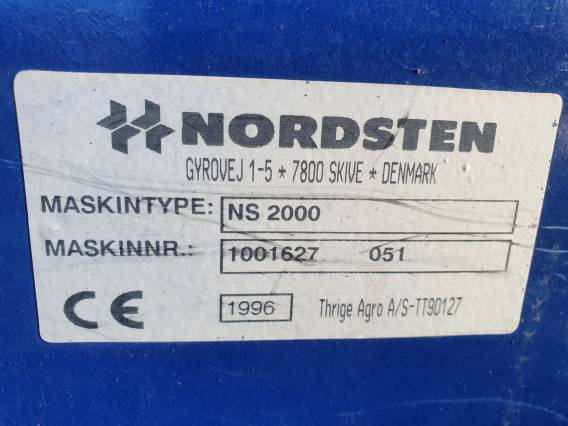 NORDSTEN
GYROVEJ 1-5 * 7800 SKIVE * DENMARK
MASKINTYPE: NS 2000
MASKINNR.: 1001627 051
CE 1996 Thrige Agro A/S-TT90127